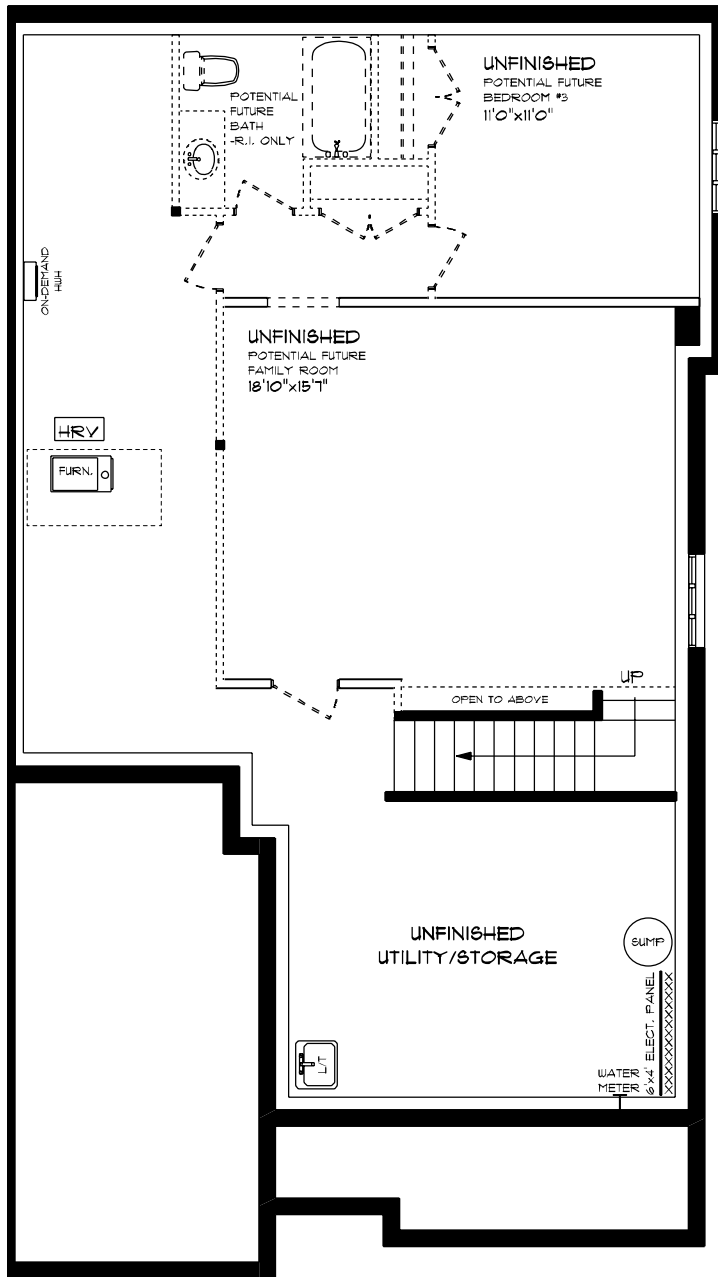 UNFINISHED
POTENTIAL FUTURE
BEDROOM #3
11'0"x11'0"
POTENTIAL
FUTURE
BATH
-R.I. ONLY
ON-DEMAND
HWH
UNFINISHED
POTENTIAL FUTURE
FAMILY ROOM
18'10"x15'7"
HRV
FURN.
UP
OPEN TO ABOVE
UNFINISHED
UTILITY/STORAGE
SUMP
6'x4' ELECT. PANEL
L/T
WATER
METER